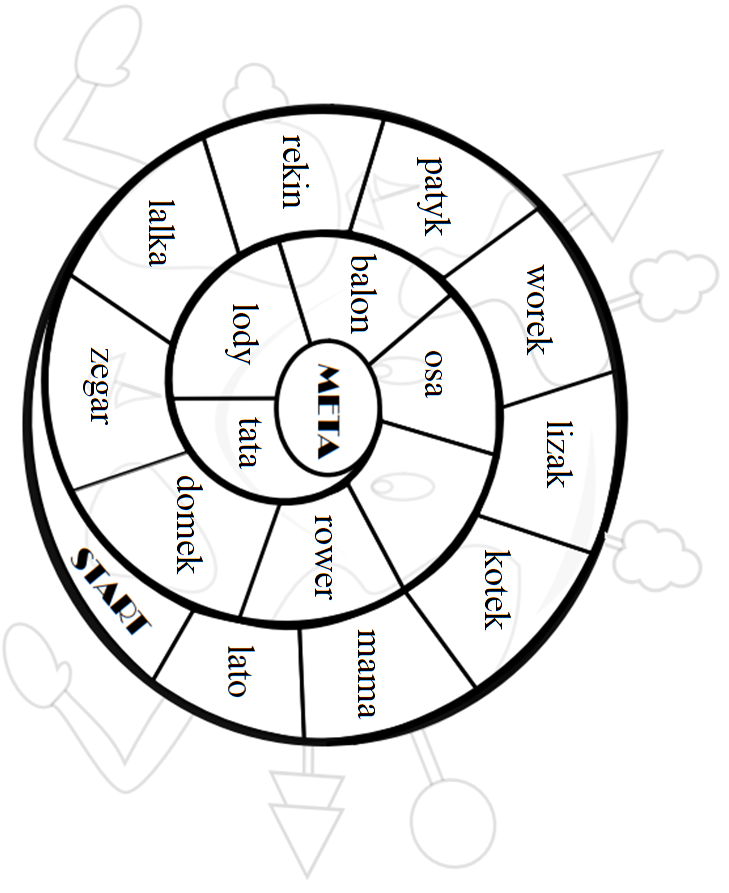 START
lato
mama
kotek
lizak
worek
patyk
rekin
lalka
zegar
domek
rower
osa
balon
lody
tata
META